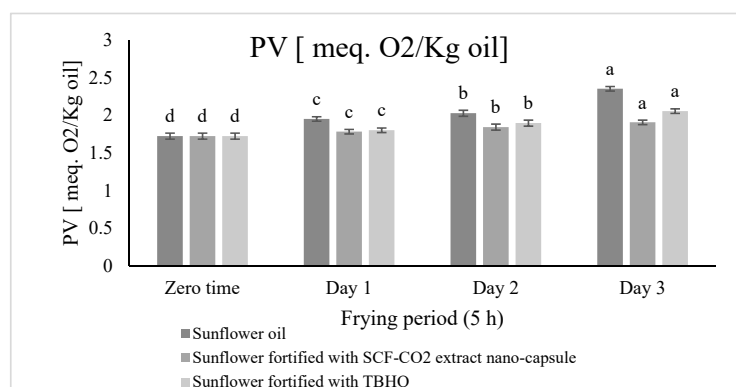 PV [ meq. O2/Kg oil]
3
2.5
2
1.5
1
0.5
0
PV [ meq. O2/Kg oil]
d d d
c c c
b b b
a a a
Zero time Day 1 Day 2 Day 3
Frying period (5 h)
Sunflower oil
Sunflower fortified with SCF-CO2 extract nano-capsule
Sunflower fortified with TBHO